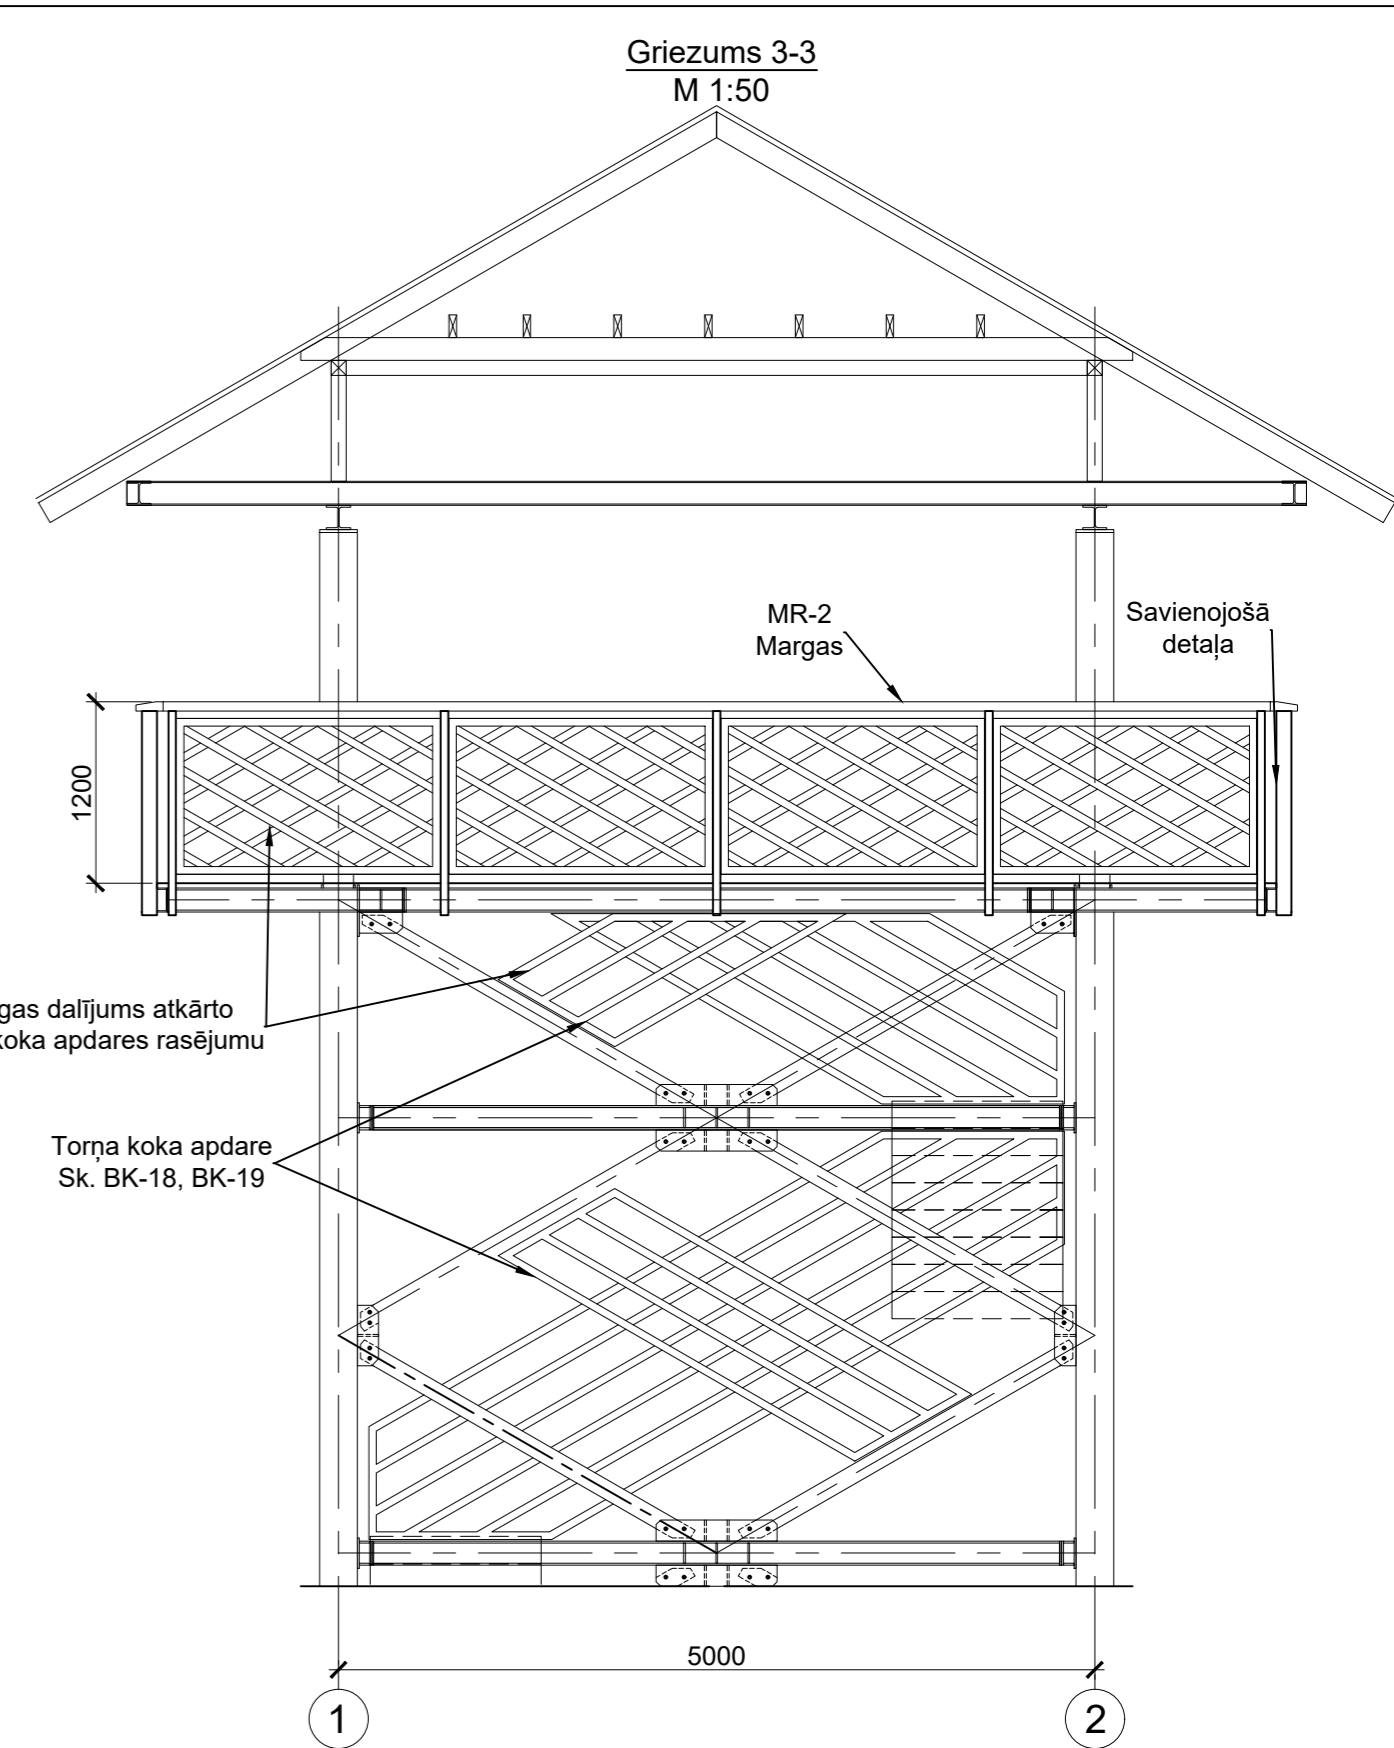 Griezums 3-3
M 1:50
MR-2
Margas
Savienojošā
detaļa
1200
dalījums atkārto
koka apdares rasējumu
Torņa koka apdare
Sk. BK-18, BK-19
5000
1
2